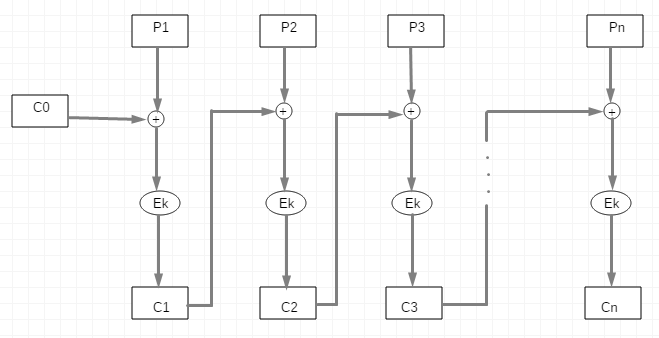 P1 P2 P3 Pn
C0
+ + + +
Ek Ek Ek Ek
C1 C2 C3 Cn